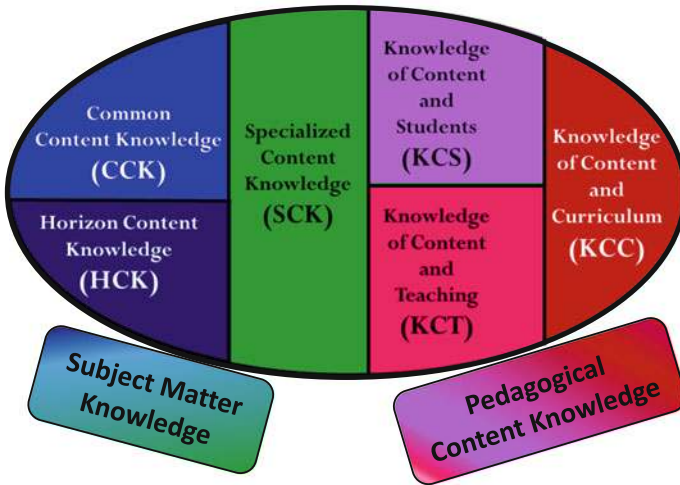 Common
Content Knowledge
(CCK)
Horizon Content
Knowledge
(HCK)
Specialized
Content
Knowledge
(SCK)
Knowledge
of Content
and
Students
(KCS)
Knowledge
of Content
and
Teaching
(KCT)
Knowledge
of Content
and
Curriculum
(KCC)
Subject Matter
Knowledge
Pedagogical
Content Knowledge